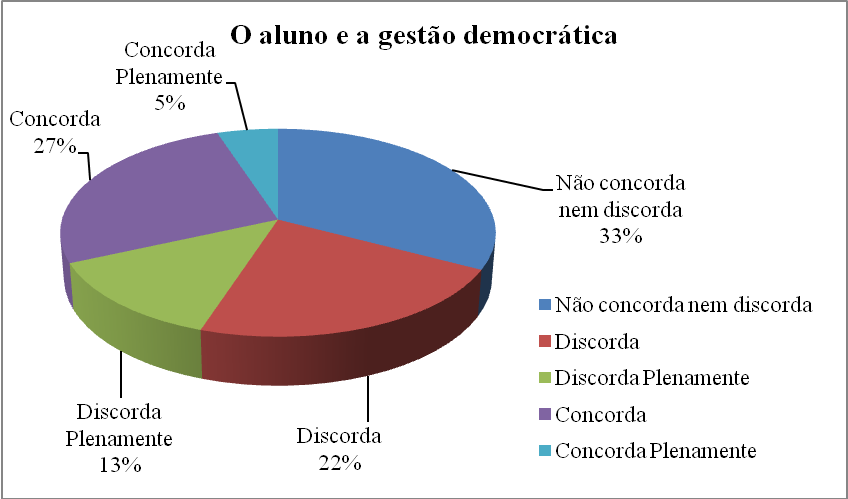 O aluno e a gestão democrática
Concorda
Plenamente
5%
Concorda
27%
Não concorda
nem discorda
33%
Não concorda nem discorda
Discorda
Discorda Plenamente
Concorda
Concorda Plenamente
Discorda
Plenamente
13%
Discorda
22%